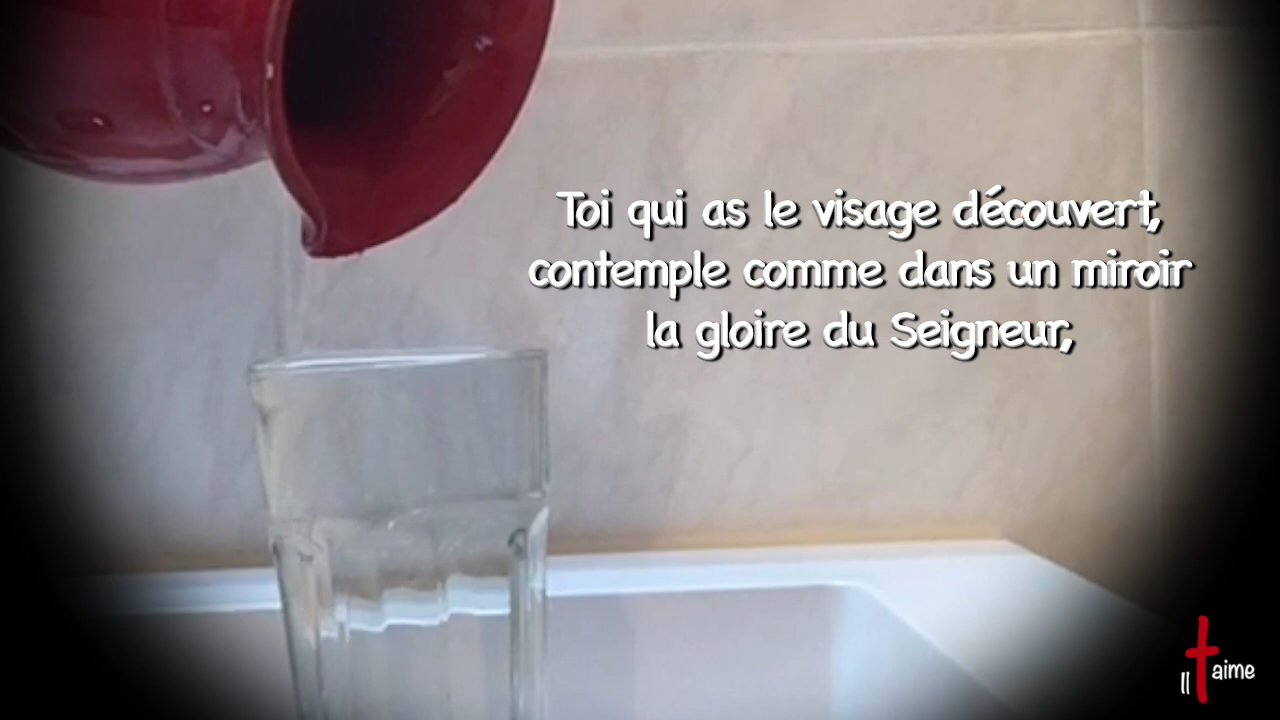 Toi qui as le visage découvert,
contemple comme dans un miroir
la gloire du Seigneur,
Il t aime